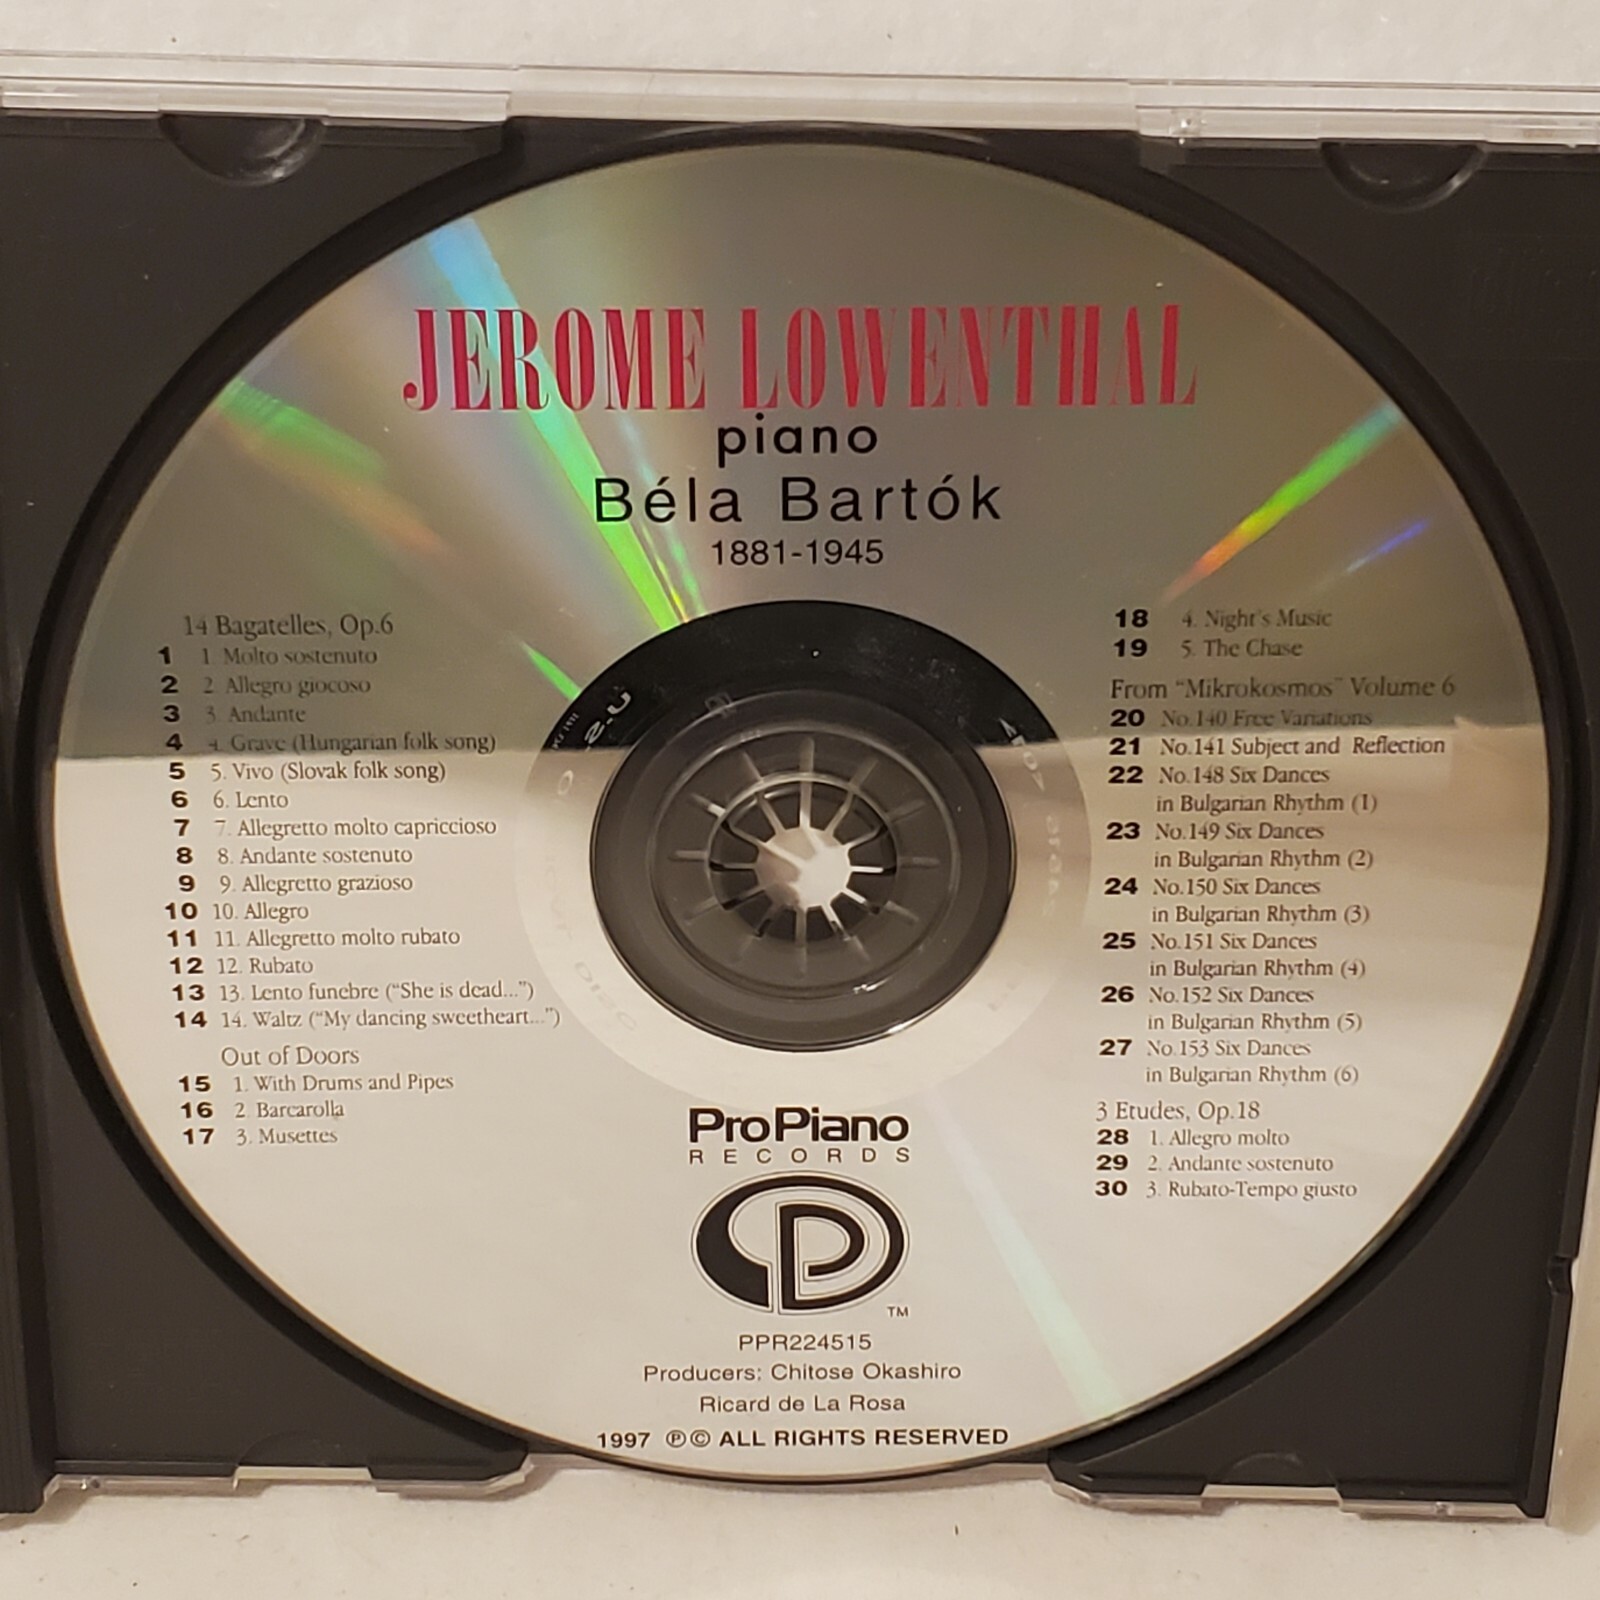 JEROME LOWENTHAL
piano
Béla Bartók
1881-1945
14 Bagatelles, Op.6
1 1. Molto sostenuto
2 2. Allegro giocoso
3 3. Andante
4 4. Grave (Hungarian folk song)
5 5. Vivo (Slovak folk song)
6 6. Lento
7 7. Allegretto molto capriccioso
8 8. Andante sostenuto
9 9. Allegretto grazioso
10 10. Allegro
11 11. Allegretto molto rubato
12 12. Rubato
13 13. Lento funebre ("She is dead...")
14 14. Waltz ("My dancing sweetheart...")
Out of Doors
15 1. With Drums and Pipes
16 2 Barcarolla
17 3. Musettes
18 4. Night's Music
19 5. The Chase
From "Mikrokosmos" Volume 6
20 No.140 Free Variations
21 No.141 Subject and Reflection
22 No.148 Six Dances
in Bulgarian Rhythm (1)
23 No.149 Six Dances
in Bulgarian Rhythm (2)
24 No.150 Six Dances
in Bulgarian Rhythm (3)
25 No.151 Six Dances
in Bulgarian Rhythm (4)
26 No.152 Six Dances
in Bulgarian Rhythm (5)
27 No.153 Six Dances
in Bulgarian Rhythm (6)
3 Etudes, Op.18
28 1. Allegro molto
29 2. Andante sostenuto
30 3. Rubato-Tempo giusto
ProPiano
RECORDS
TM
PPR224515
Producers: Chitose Okashiro
Ricard de La Rosa
1997 ℗© ALL RIGHTS RESERVED